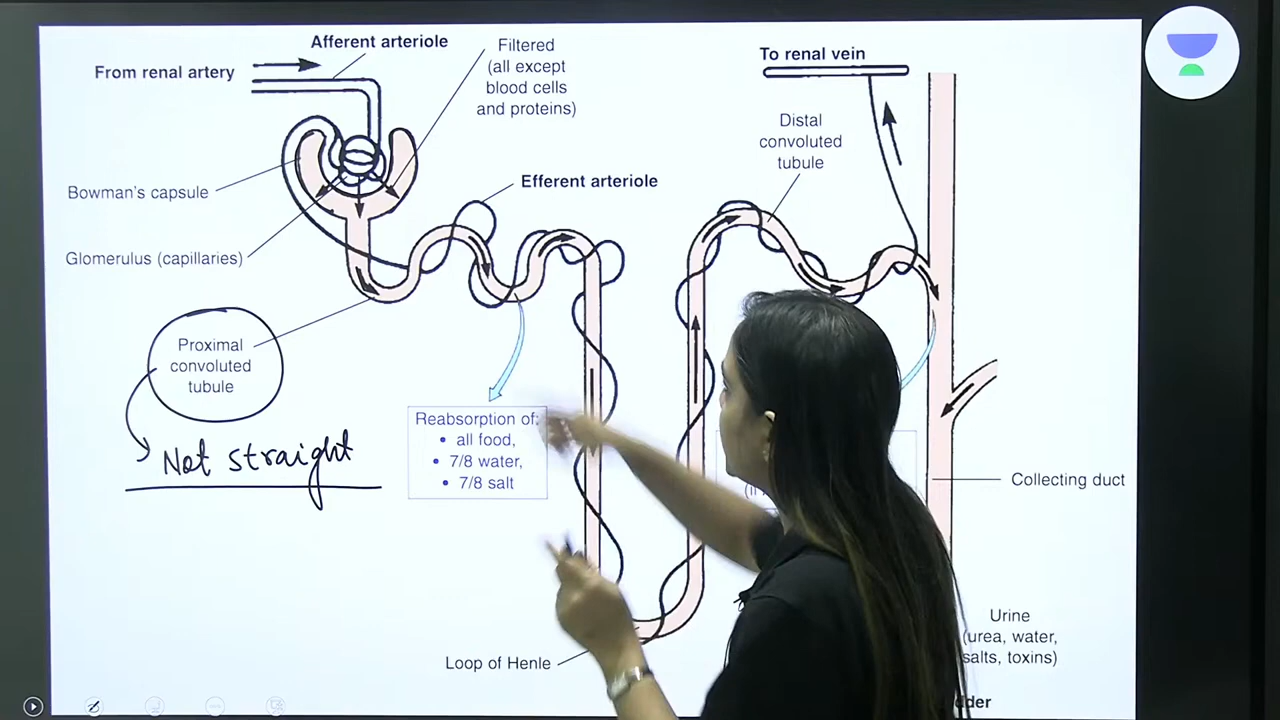 Afferent arteriole
From renal artery
Filtered
(all except
blood cells
and proteins)
To renal vein
Distal
convoluted
tubule
Bowman's capsule
Efferent arteriole
Glomerulus (capillaries)
Proximal
convoluted
tubule
Not straight
Reabsorption of:
• all food,
• 7/8 water,
• 7/8 salt
Collecting duct
Loop of Henle
Urine
(urea, water,
salts, toxins)